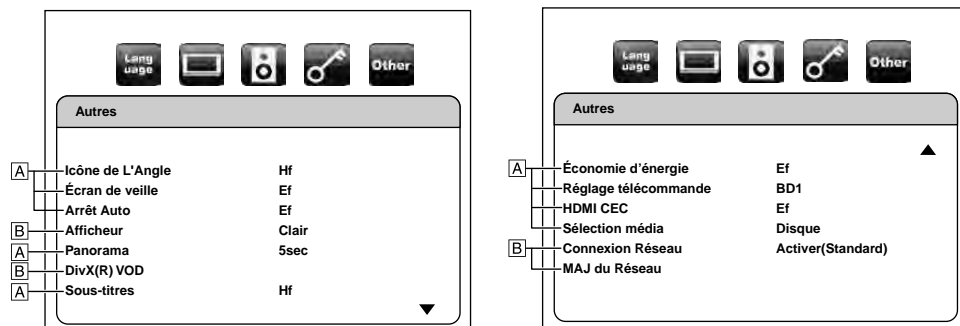 Lang
uage
Other
Autres
A Icône de L'Angle Hf
Écran de veille Ef
Arrêt Auto Ef
B Afficheur Clair
A Panorama 5sec
B DivX(R) VOD
A Sous-titres Hf
Lang
uage
Other
Autres
A Économie d'énergie Ef
Réglage télécommande BD1
HDMI CEC Ef
Sélection média Disque
B Connexion Réseau Activer(Standard)
MAJ du Réseau